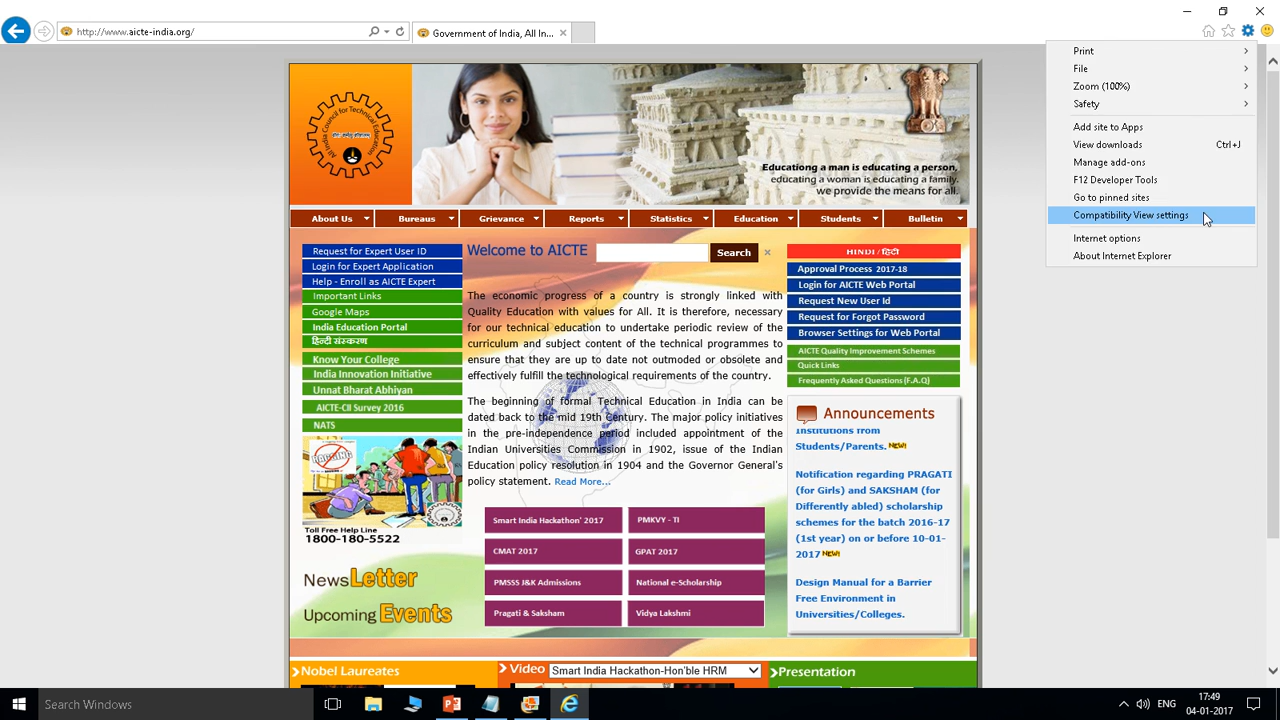 http://www.aicte-india.org/
Government of India, All In...
Print
File
Zoom (100%)
Safety
Add site to Apps
View downloads Ctrl+J
Manage add-ons
F12 Developer Tools
Go to pinned sites
Compatibility View settings
Internet options
About Internet Explorer
All India Council for Technical Education
Educationg a man is educating a person,
educating a woman is educating a family.
we provide the means for all.
About Us Bureaus Grievance Reports Statistics Education Students Bulletin
Request for Expert User ID
Login for Expert Application
Help - Enroll as AICTE Expert
Important Links
Google Maps
India Education Portal
हिन्दी संस्करण
Know Your College
India Innovation Initiative
Unnat Bharat Abhiyan
AICTE-CII Survey 2016
NATS
RAGGING
Toll Free Help Line
1800-180-5522
NewsLetter
Upcoming Events
Welcome to AICTE Search
The economic progress of a country is strongly linked with
Quality Education with values for All. It is therefore, necessary
for our technical education to undertake periodic review of the
curriculum and subject content of the technical programmes to
ensure that they are up to date not outmoded or obsolete and
effectively fulfill the technological requirements of the country.
The beginning of formal Technical Education in India can be
dated back to the mid 19th Century. The major policy initiatives
in the pre-independence period included appointment of the
Indian Universities Commission in 1902, issue of the Indian
Education policy resolution in 1904 and the Governor General's
policy statement. Read More...
Smart India Hackathon' 2017 PMKVY - TI
CMAT 2017 GPAT 2017
PMSSS J&K Admissions National e-Scholarship
Pragati & Saksham Vidya Lakshmi
HINDI / हिंदी
Approval Process 2017-18
Login for AICTE Web Portal
Request New User Id
Request for Forgot Password
Browser Settings for Web Portal
AICTE Quality Improvement Schemes
Quick Links
Frequently Asked Questions (F.A.Q)
Announcements
Institutions from
Students/Parents. NEW!
Notification regarding PRAGATI
(for Girls) and SAKSHAM (for
Differently abled) scholarship
schemes for the batch 2016-17
(1st year) on or before 10-01-
2017 NEW!
Design Manual for a Barrier
Free Environment in
Universities/Colleges.
Nobel Laureates Video Smart India Hackathon-Hon'ble HRM Presentation
Search Windows
ENG
17:49
04-01-2017